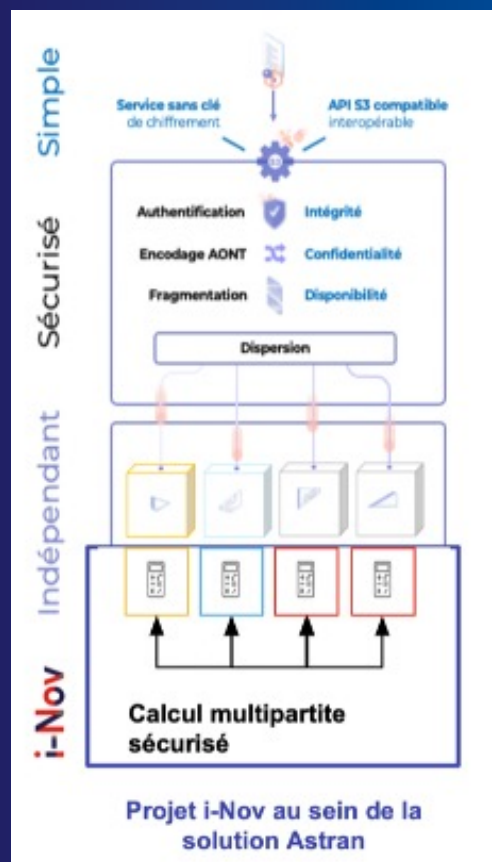 Simple
Service sans clé
de chiffrement
API S3 compatible
interopérable
Sécurisé
Authentification
Intégrité
Encodage AONT
Confidentialité
Fragmentation
Disponibilité
Dispersion
Indépendant
i-Nov
Calcul multipartite
sécurisé
Projet i-Nov au sein de la
solution Astran